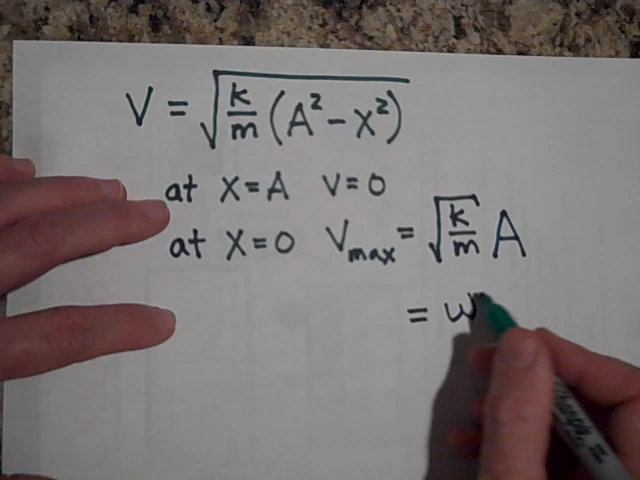 V = √(k/m (A² − x²))
at x = A v = 0
at x = 0 Vmax = √(k/m) A
= ω